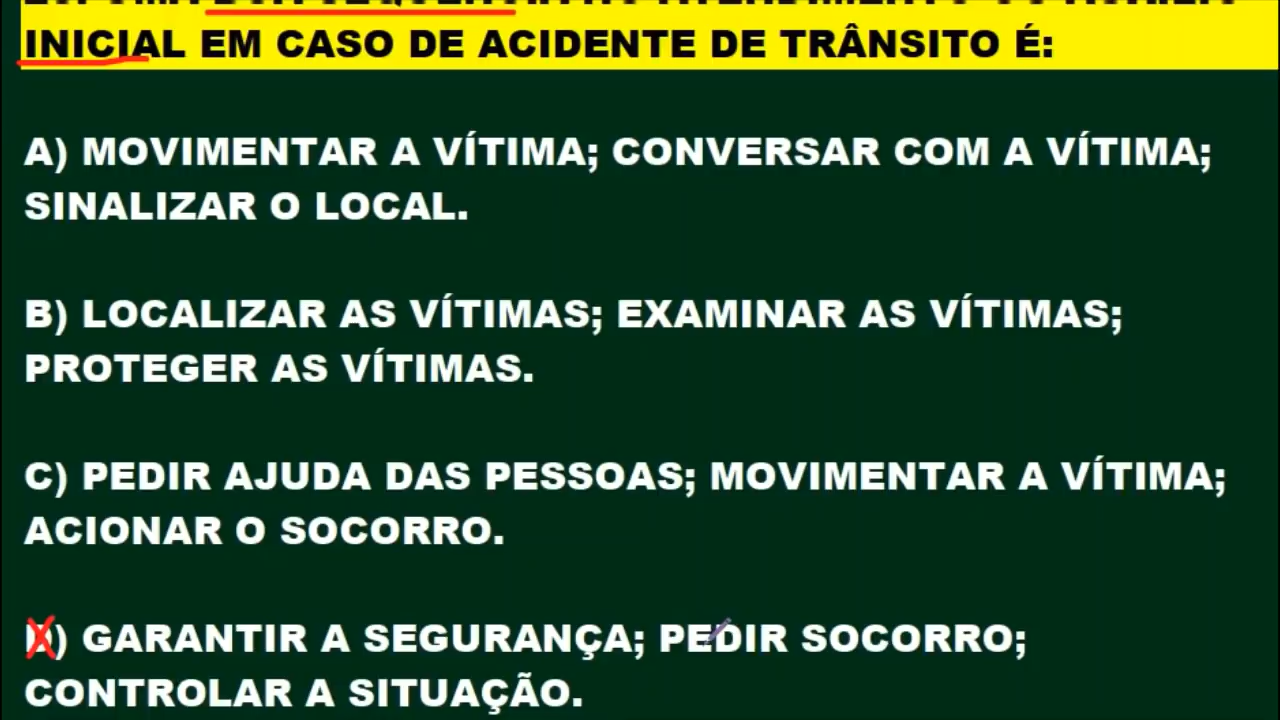 INICIAL EM CASO DE ACIDENTE DE TRÂNSITO É:
A) MOVIMENTAR A VÍTIMA; CONVERSAR COM A VÍTIMA;
SINALIZAR O LOCAL.
B) LOCALIZAR AS VÍTIMAS; EXAMINAR AS VÍTIMAS;
PROTEGER AS VÍTIMAS.
C) PEDIR AJUDA DAS PESSOAS; MOVIMENTAR A VÍTIMA;
ACIONAR O SOCORRO.
D) GARANTIR A SEGURANÇA; PEDIR SOCORRO;
CONTROLAR A SITUAÇÃO.